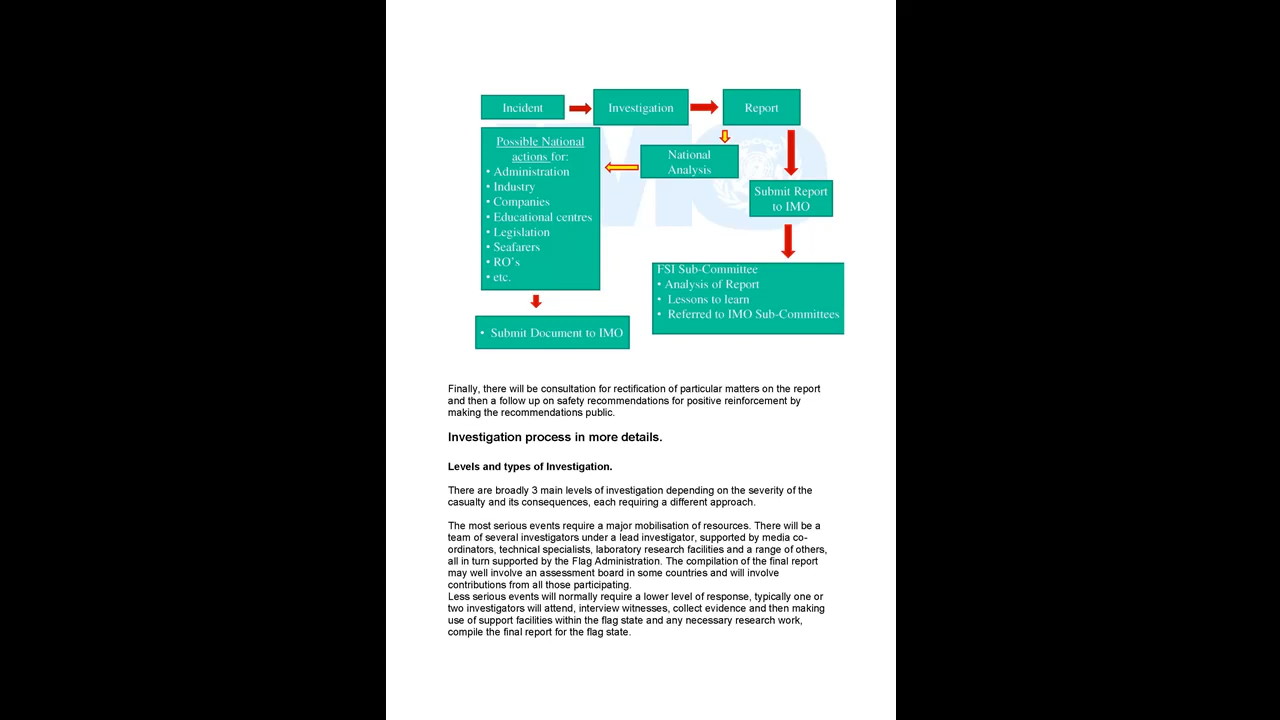 Incident
Investigation
Report
Possible National
actions for:
• Administration
• Industry
• Companies
• Educational centres
• Legislation
• Seafarers
• RO's
• etc.
National
Analysis
Submit Report
to IMO
FSI Sub-Committee
• Analysis of Report
• Lessons to learn
• Referred to IMO Sub-Committees
• Submit Document to IMO
Finally, there will be consultation for rectification of particular matters on the report
and then a follow up on safety recommendations for positive reinforcement by
making the recommendations public.
Investigation process in more details.
Levels and types of Investigation.
There are broadly 3 main levels of investigation depending on the severity of the
casualty and its consequences, each requiring a different approach.
The most serious events require a major mobilisation of resources. There will be a
team of several investigators under a lead investigator, supported by media co-
ordinators, technical specialists, laboratory research facilities and a range of others,
all in turn supported by the Flag Administration. The compilation of the final report
may well involve an assessment board in some countries and will involve
contributions from all those participating.
Less serious events will normally require a lower level of response, typically one or
two investigators will attend, interview witnesses, collect evidence and then making
use of support facilities within the flag state and any necessary research work,
compile the final report for the flag state.
IMO